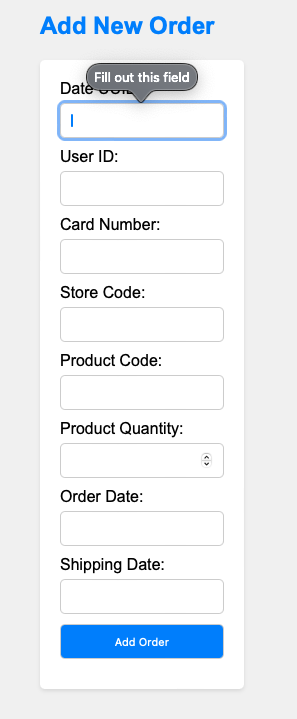 Add New Order
Fill out this field
Date
User ID:
Card Number:
Store Code:
Product Code:
Product Quantity:
Order Date:
Shipping Date:
Add Order